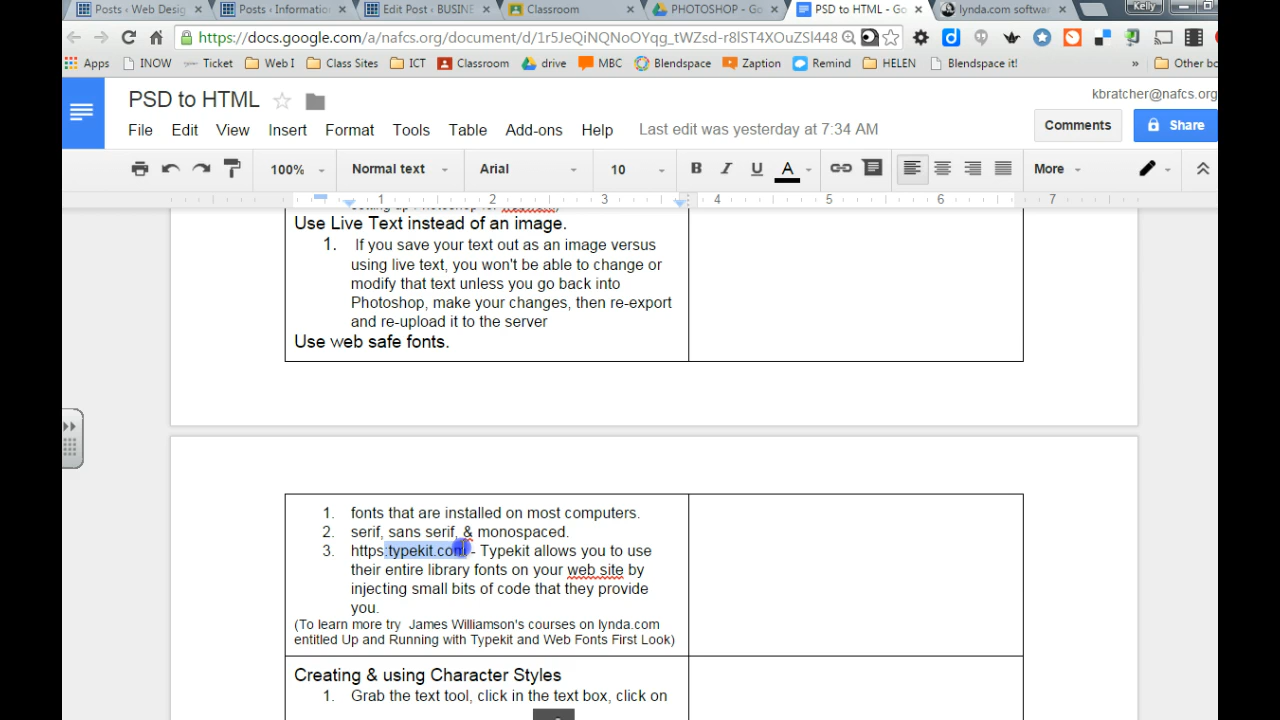 Posts ‹ Web Desig
Posts ‹ Informatio
Edit Post ‹ BUSINE
Classroom
PHOTOSHOP - Go
PSD to HTML - Go
lynda.com softwar
Kelly
https://docs.google.com/a/nafcs.org/document/d/1r5JeQiNQNoOYqg_tWZsd-r8lST4XOuZSl448
Apps
INOW
Ticket
Web I
Class Sites
ICT
Classroom
drive
MBC
Blendspace
Zaption
Remind
HELEN
Blendspace it!
»
Other bo
PSD to HTML
kbratcher@nafcs.org
File Edit View Insert Format Tools Table Add-ons Help Last edit was yesterday at 7:34 AM
Comments
Share
100% Normal text Arial 10 B I U A More
1 2 3 4 5 6 7
Use Live Text instead of an image.
1. If you save your text out as an image versus
using live text, you won't be able to change or
modify that text unless you go back into
Photoshop, make your changes, then re-export
and re-upload it to the server
Use web safe fonts.
1. fonts that are installed on most computers.
2. serif, sans serif, & monospaced.
3. https:typekit.com - Typekit allows you to use
their entire library fonts on your web site by
injecting small bits of code that they provide
you.
(To learn more try James Williamson's courses on lynda.com
entitled Up and Running with Typekit and Web Fonts First Look)
Creating & using Character Styles
1. Grab the text tool, click in the text box, click on